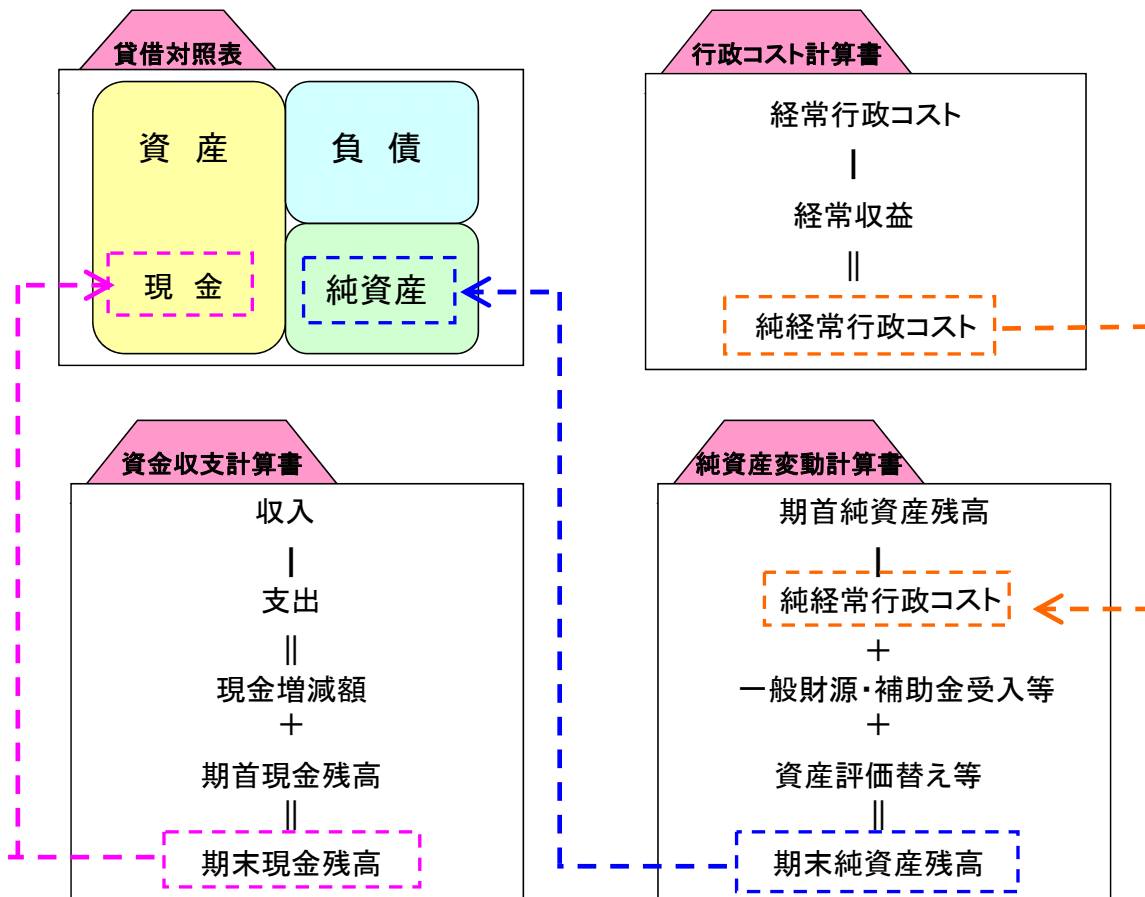 貸借対照表
資 産
負 債
現 金
純資産
行政コスト計算書
経常行政コスト
|
経常収益
||
純経常行政コスト
資金収支計算書
収入
|
支出
||
現金増減額
+
期首現金残高
||
期末現金残高
純資産変動計算書
期首純資産残高
|
純経常行政コスト
+
一般財源・補助金受入等
+
資産評価替え等
||
期末純資産残高